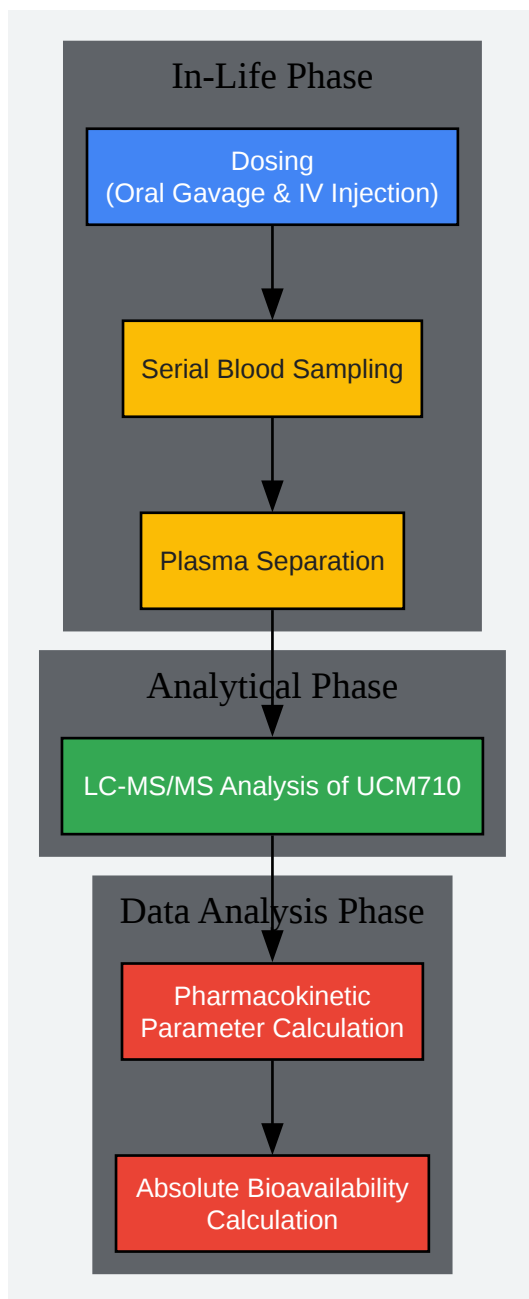 In-Life Phase
Dosing
(Oral Gavage & IV Injection)
Serial Blood Sampling
Plasma Separation
Analytical Phase
LC-MS/MS Analysis of UCM710
Data Analysis Phase
Pharmacokinetic
Parameter Calculation
Absolute Bioavailability
Calculation